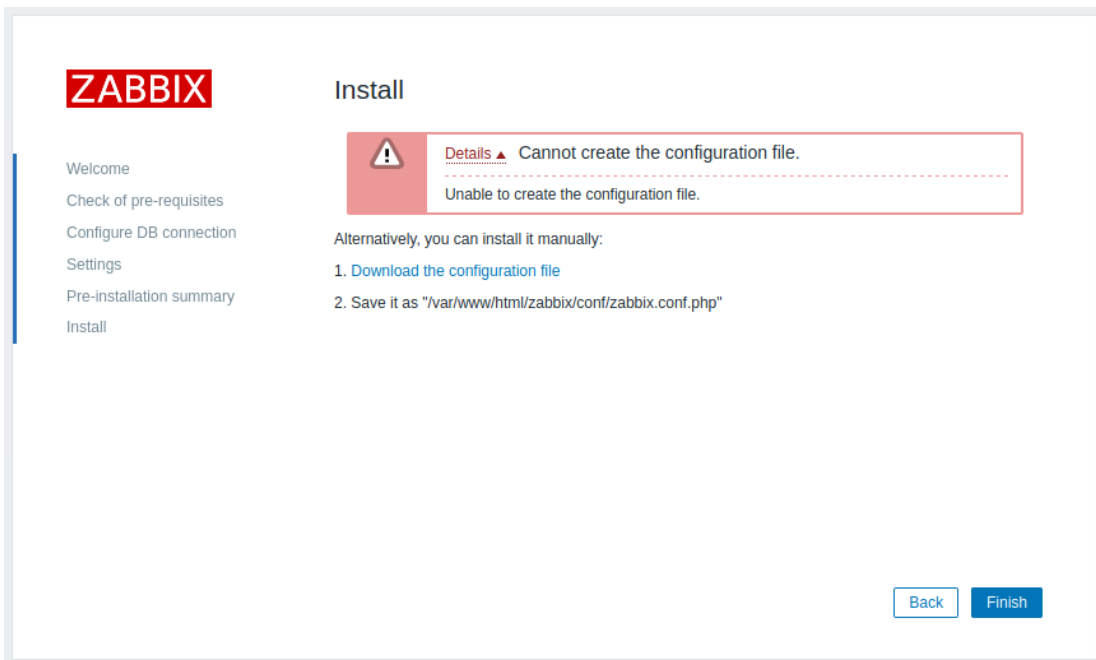 ZABBIX
Install
Details ▲ Cannot create the configuration file.
Unable to create the configuration file.
Welcome
Check of pre-requisites
Configure DB connection
Settings
Pre-installation summary
Install
Alternatively, you can install it manually:
1. Download the configuration file
2. Save it as "/var/www/html/zabbix/conf/zabbix.conf.php"
Back
Finish